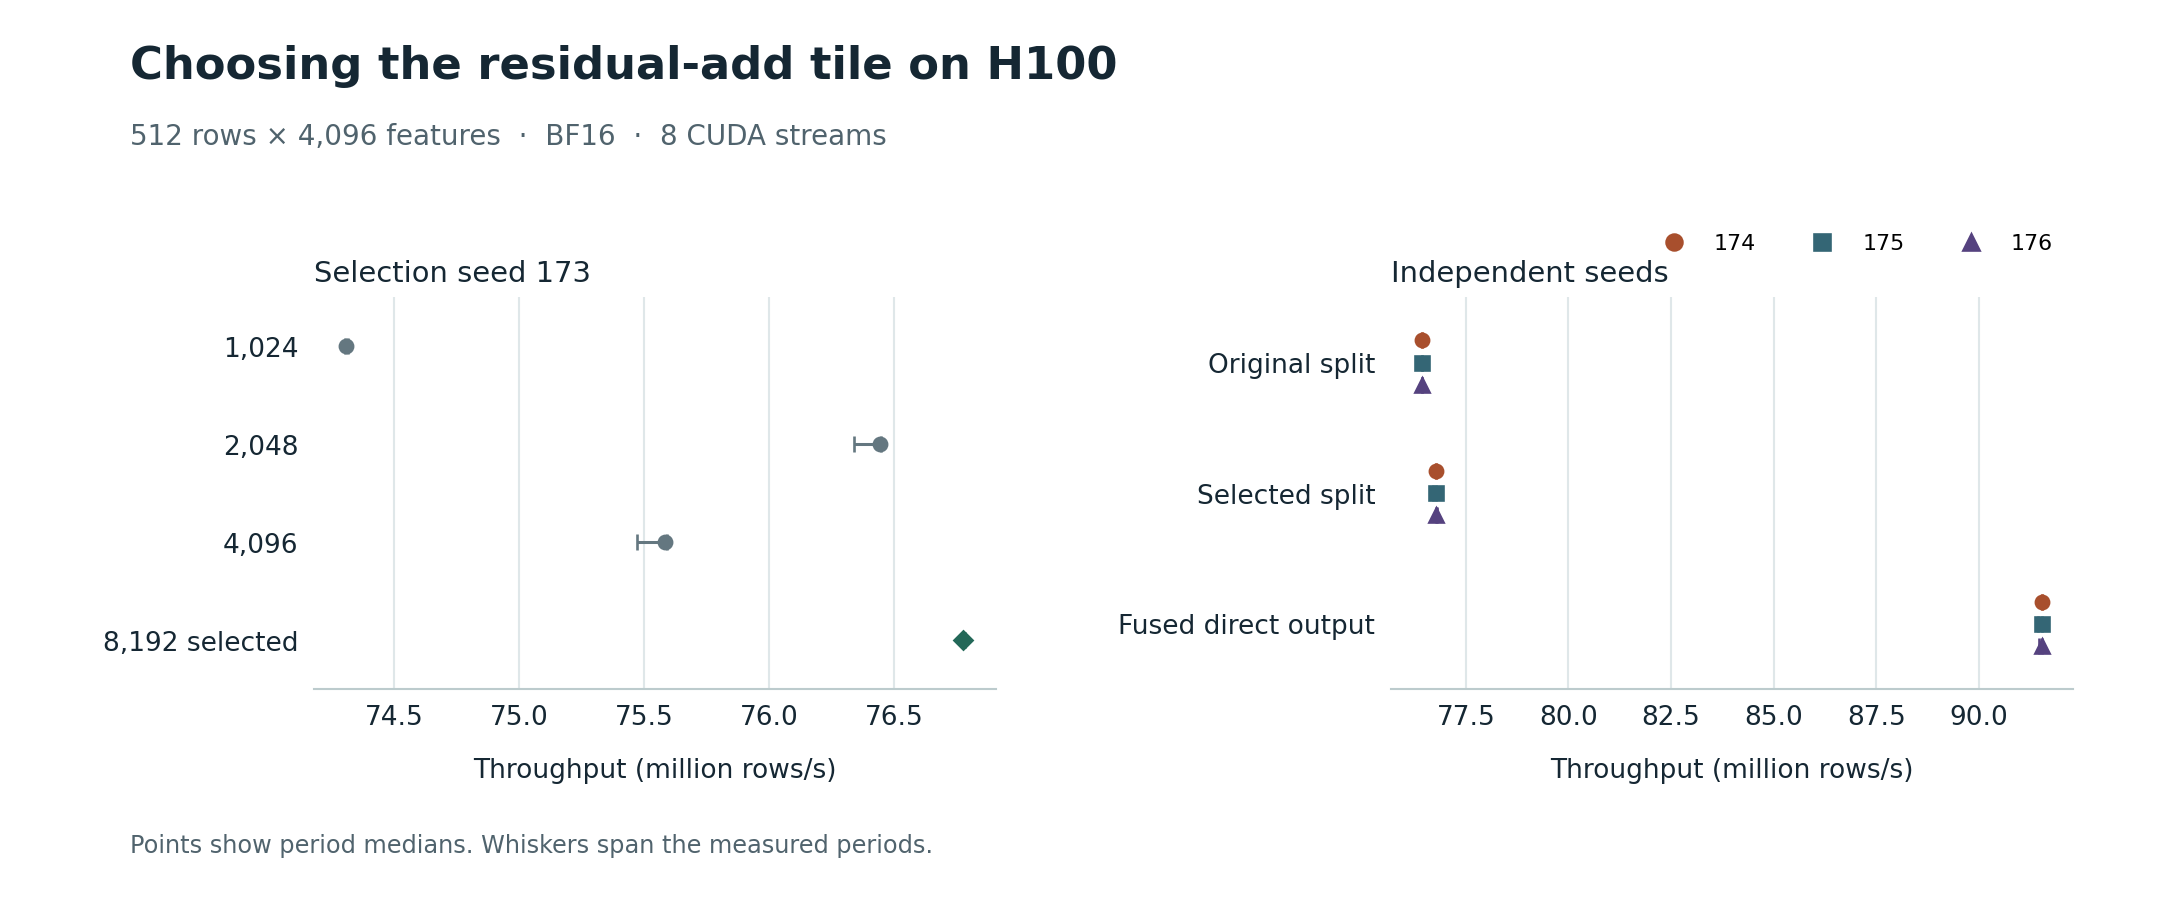 Choosing the residual-add tile on H100
512 rows × 4,096 features · BF16 · 8 CUDA streams
Selection seed 173
1,024
2,048
4,096
8,192 selected
74.5 75.0 75.5 76.0 76.5
Throughput (million rows/s)
174 175 176
Independent seeds
Original split
Selected split
Fused direct output
77.5 80.0 82.5 85.0 87.5 90.0
Throughput (million rows/s)
Points show period medians. Whiskers span the measured periods.